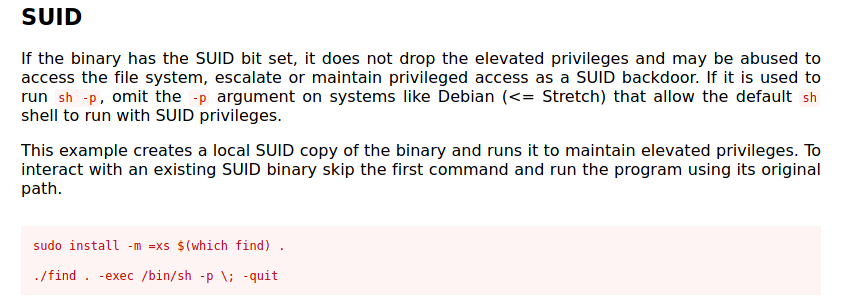 SUID
If the binary has the SUID bit set, it does not drop the elevated privileges and may be abused to
access the file system, escalate or maintain privileged access as a SUID backdoor. If it is used to
run sh -p, omit the -p argument on systems like Debian (<= Stretch) that allow the default sh
shell to run with SUID privileges.
This example creates a local SUID copy of the binary and runs it to maintain elevated privileges. To
interact with an existing SUID binary skip the first command and run the program using its original
path.
sudo install -m =xs $(which find) .
./find . -exec /bin/sh -p \; -quit